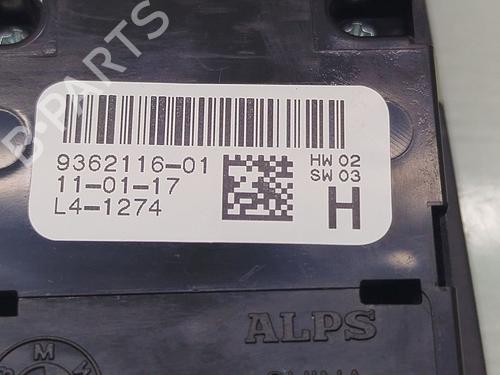 B-PARTS
9362116-01
11-01-17
L4-1274
HW 02
SW 03
H
ALPS
B M